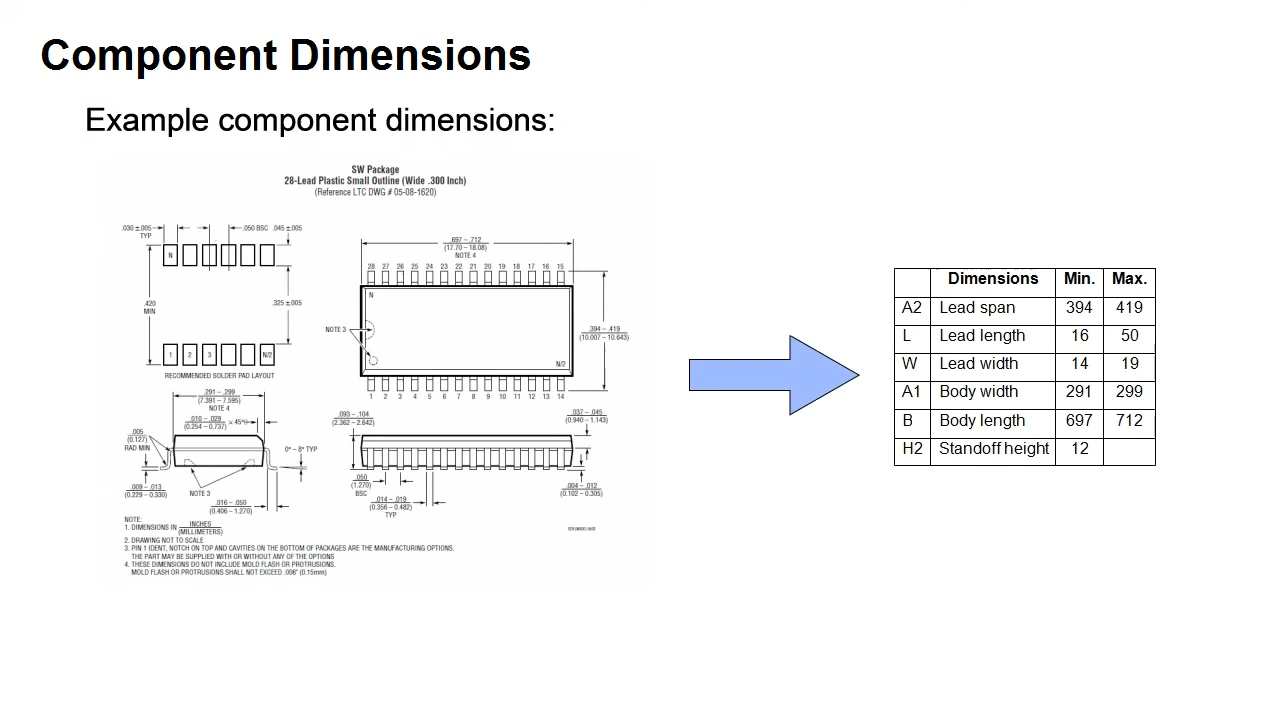 Component Dimensions
Example component dimensions:
SW Package
28-Lead Plastic Small Outline (Wide .300 Inch)
(Reference LTC DWG # 05-08-1620)
.030 ±.005
TYP
.050 BSC
.045 ±.005
N
.420
MIN
.325 ±.005
1 2 3 N/2
RECOMMENDED SOLDER PAD LAYOUT
.697 – .712
(17.70 – 18.08)
NOTE 4
28 27 26 25 24 23 22 21 20 19 18 17 16 15
N
NOTE 3
.394 – .419
(10.007 – 10.643)
N/2
1 2 3 4 5 6 7 8 9 10 11 12 13 14
.291 – .299
(7.391 – 7.595)
NOTE 4
.010 – .029
(0.254 – 0.737)
× 45°
.005
(0.127)
RAD MIN
0° – 8° TYP
.009 – .013
(0.229 – 0.330)
NOTE 3
.016 – .050
(0.406 – 1.270)
.093 – .104
(2.362 – 2.642)
.037 – .045
(0.940 – 1.143)
.050
(1.270)
BSC
.014 – .019
(0.356 – 0.482)
TYP
.004 – .012
(0.102 – 0.305)
NOTE:
1. DIMENSIONS IN INCHES
(MILLIMETERS)
2. DRAWING NOT TO SCALE
3. PIN 1 IDENT, NOTCH ON TOP AND CAVITIES ON THE BOTTOM OF PACKAGES ARE THE MANUFACTURING OPTIONS.
THE PART MAY BE SUPPLIED WITH OR WITHOUT ANY OF THE OPTIONS
4. THESE DIMENSIONS DO NOT INCLUDE MOLD FLASH OR PROTRUSIONS.
MOLD FLASH OR PROTRUSIONS SHALL NOT EXCEED .006" (0.15mm)
Dimensions Min. Max.
A2 Lead span 394 419
L Lead length 16 50
W Lead width 14 19
A1 Body width 291 299
B Body length 697 712
H2 Standoff height 12